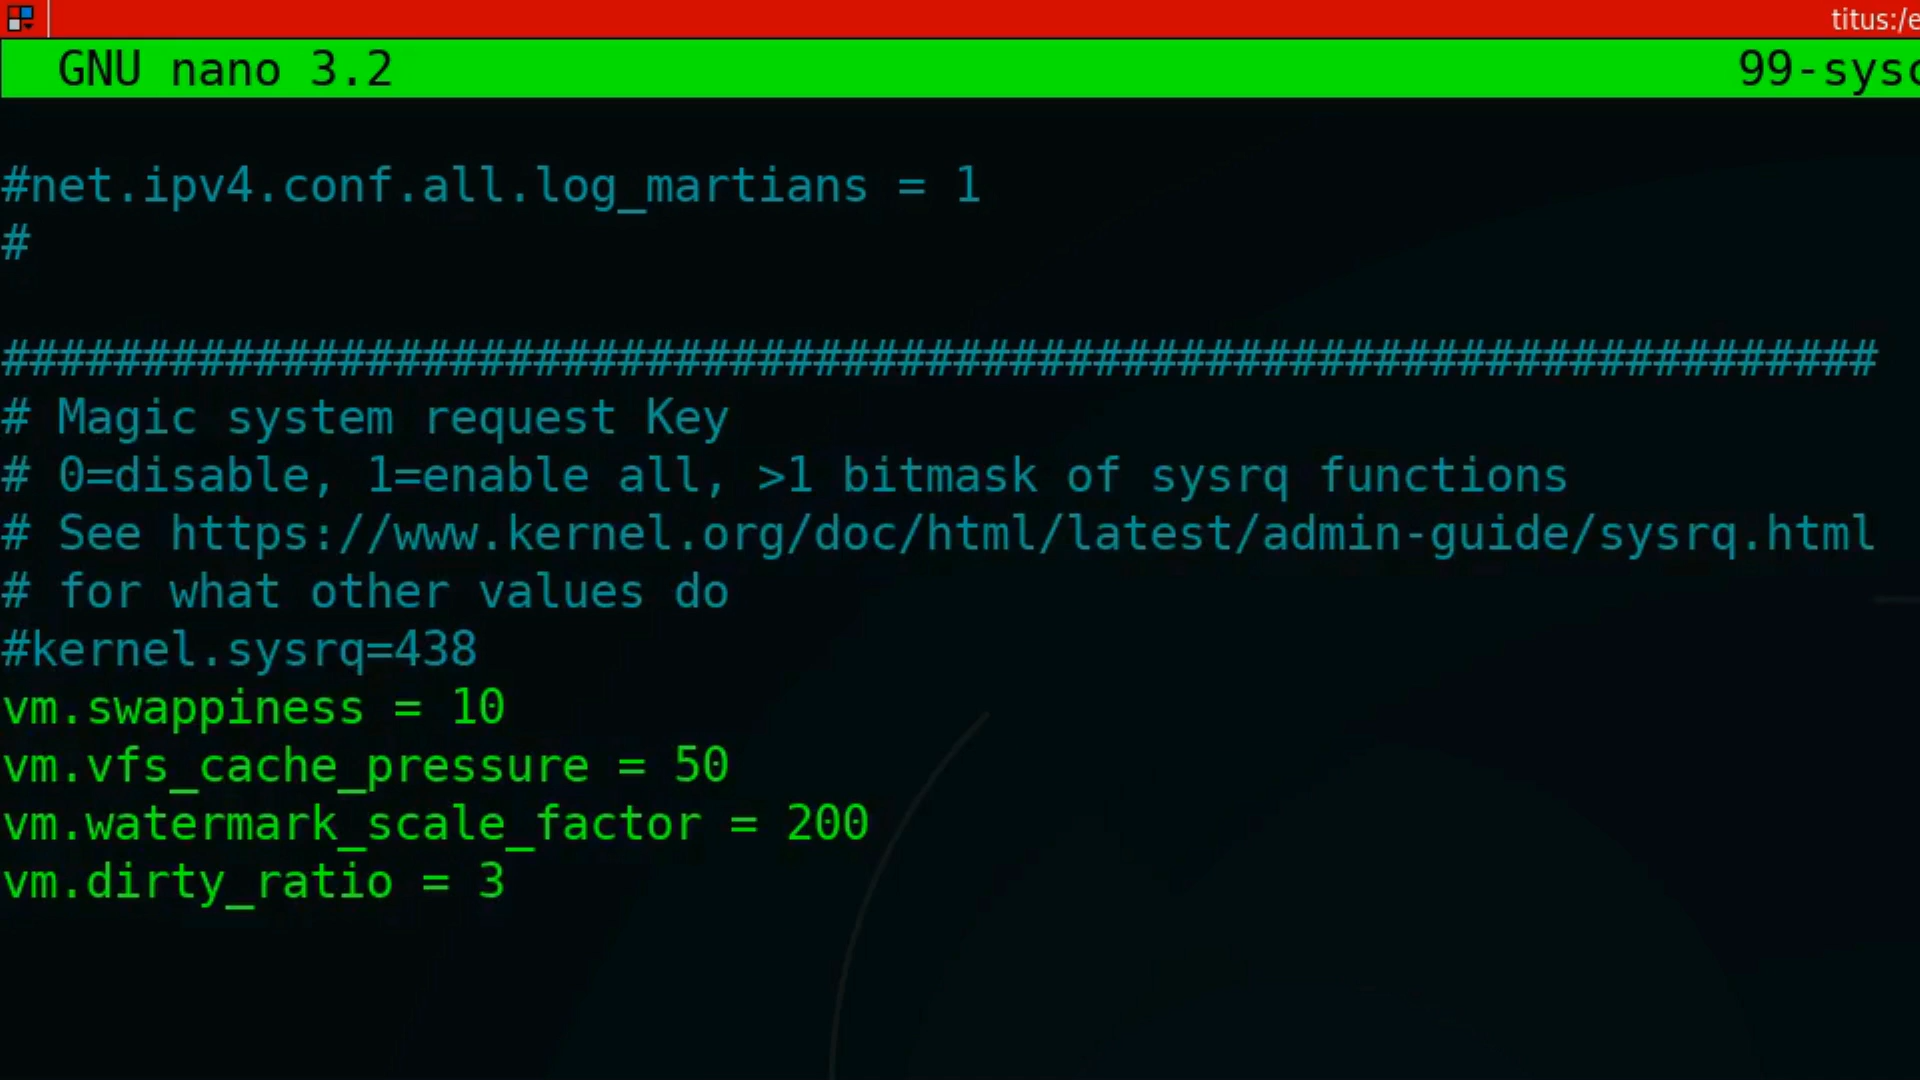 titus:/e
GNU nano 3.2
99-sysc
#net.ipv4.conf.all.log_martians = 1
#
###################################################################
# Magic system request Key
# 0=disable, 1=enable all, >1 bitmask of sysrq functions
# See https://www.kernel.org/doc/html/latest/admin-guide/sysrq.html
# for what other values do
#kernel.sysrq=438
vm.swappiness = 10
vm.vfs_cache_pressure = 50
vm.watermark_scale_factor = 200
vm.dirty_ratio = 3